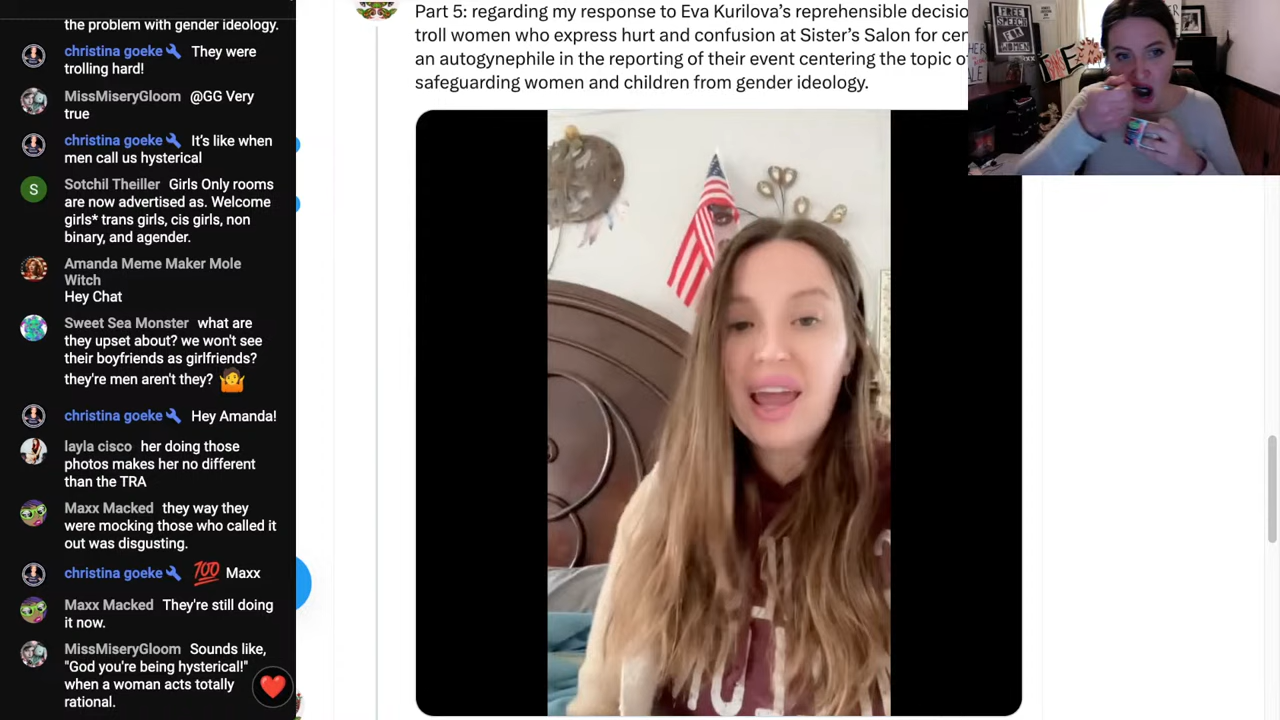 the problem with gender ideology.
christina goeke They were
trolling hard!
MissMiseryGloom @GG Very
true
christina goeke It's like when
men call us hysterical
S
Sotchil Theiller Girls Only rooms
are now advertised as. Welcome
girls* trans girls, cis girls, non
binary, and agender.
Amanda Meme Maker Mole
Witch
Hey Chat
Sweet Sea Monster what are
they upset about? we won't see
their boyfriends as girlfriends?
they're men aren't they? 🤷
christina goeke Hey Amanda!
layla cisco her doing those
photos makes her no different
than the TRA
Maxx Macked they way they
were mocking those who called it
out was disgusting.
christina goeke 💯 Maxx
Maxx Macked They're still doing
it now.
MissMiseryGloom Sounds like,
"God you're being hysterical!"
when a woman acts totally
rational.
Part 5: regarding my response to Eva Kurilova's reprehensible decisio
troll women who express hurt and confusion at Sister's Salon for cen
an autogynephile in the reporting of their event centering the topic o
safeguarding women and children from gender ideology.
FREE
SPEECH
FOR
WOMEN